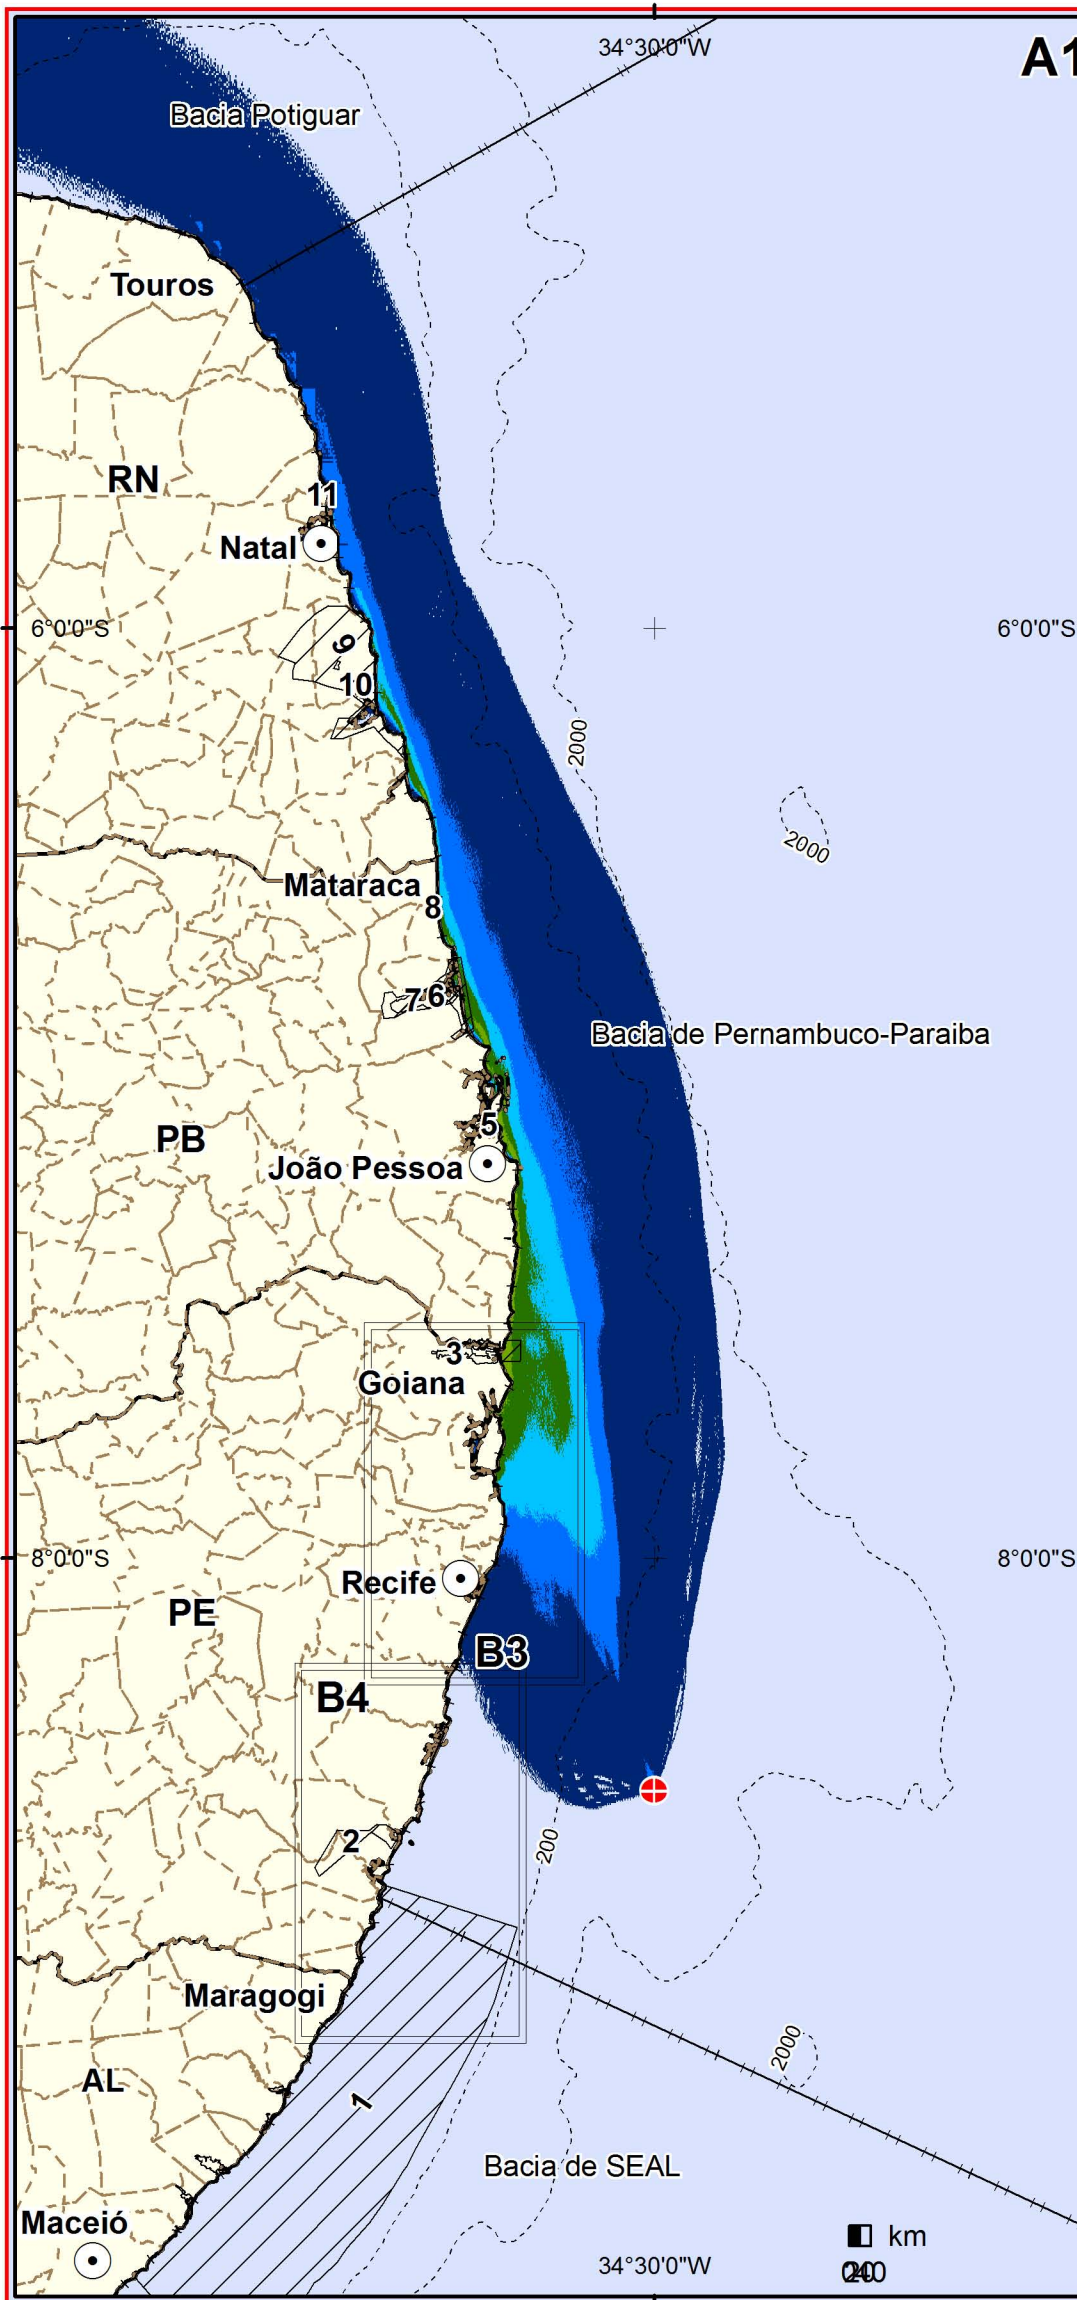 34°30'0"W
A1
Bacia Potiguar
Touros
RN
11
Natal
6°0'0"S
6°0'0"S
9
10
2000
2000
Mataraca
8
7
6
Bacia de Pernambuco-Paraiba
5
PB
João Pessoa
3
Goiana
8°0'0"S
8°0'0"S
Recife
PE
B3
B4
2
200
Maragogi
2000
AL
1
Bacia de SEAL
Maceió
km
34°30'0"W